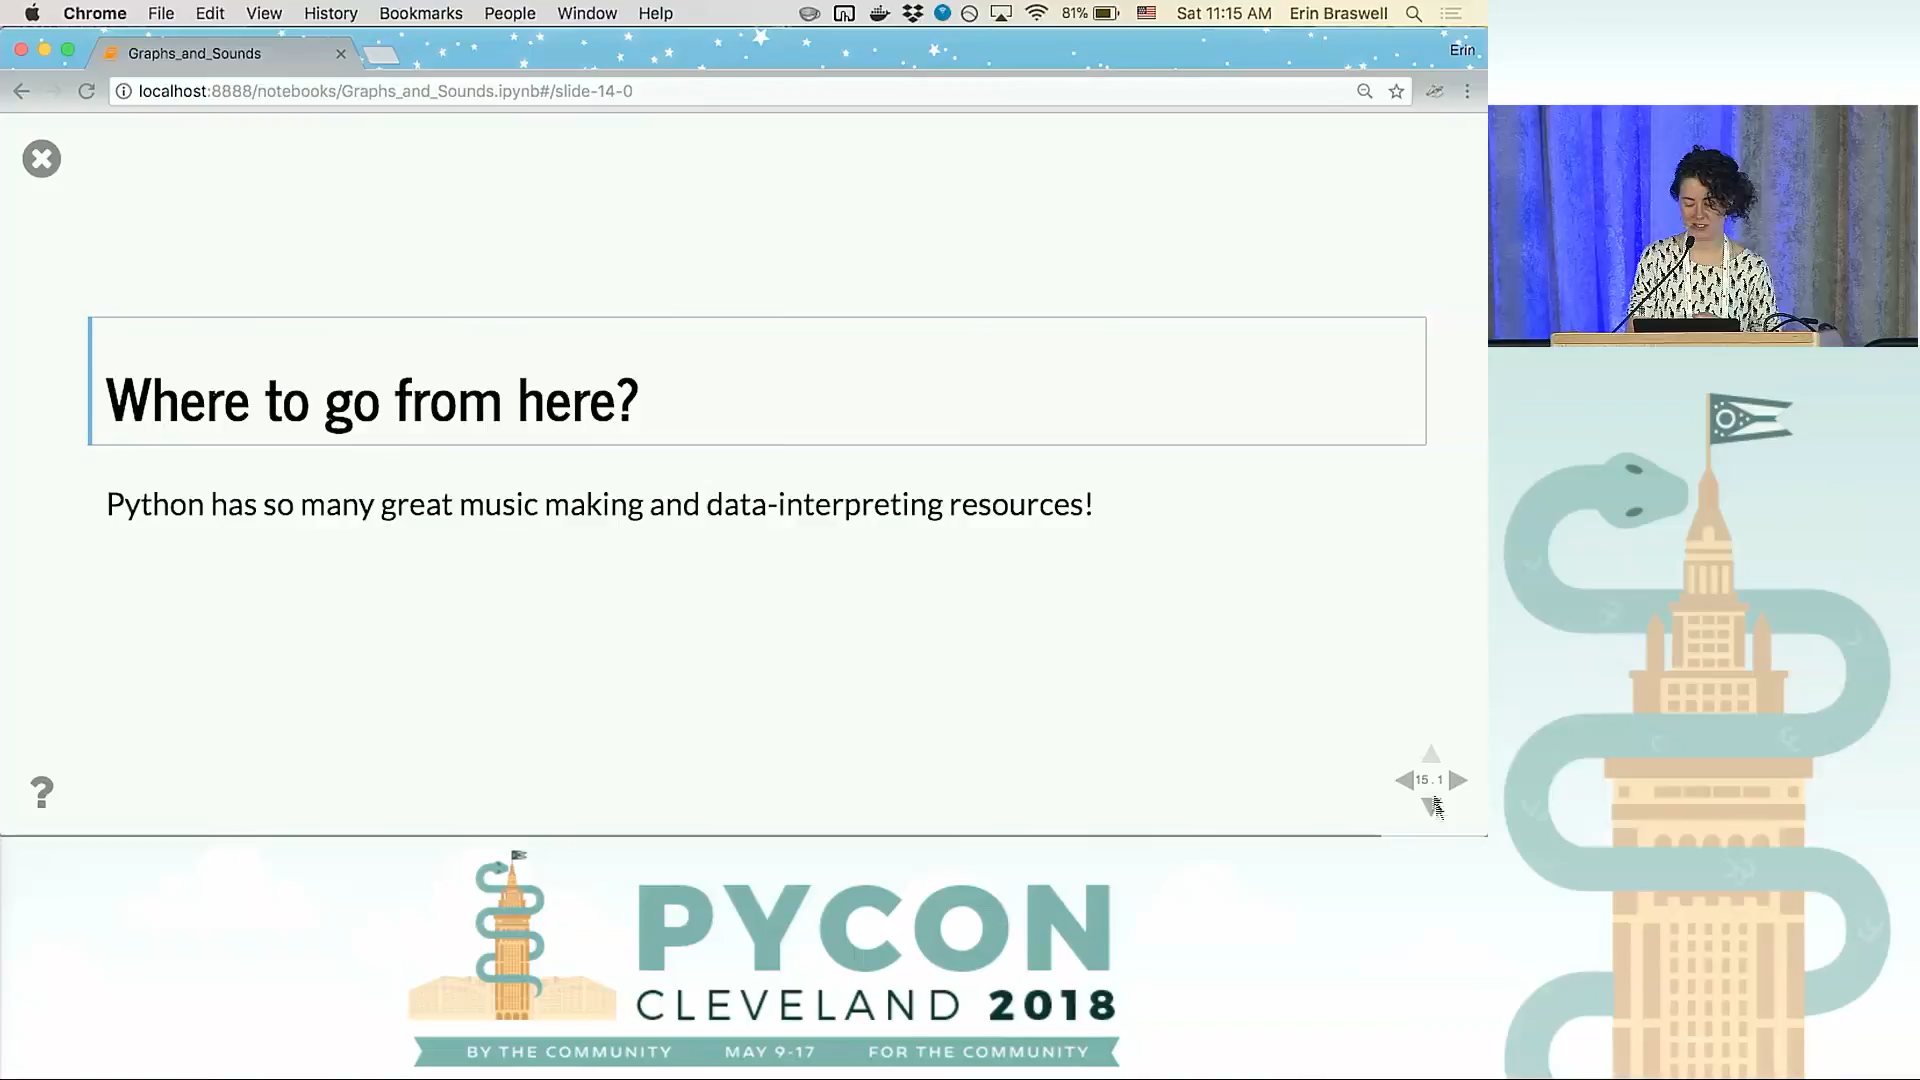 Chrome File Edit View History Bookmarks People Window Help 81% Sat 11:15 AM Erin Braswell
Graphs_and_Sounds Erin
localhost:8888/notebooks/Graphs_and_Sounds.ipynb#/slide-14-0
Where to go from here?
Python has so many great music making and data-interpreting resources!
15.1
?
PYCON
CLEVELAND 2018
BY THE COMMUNITY MAY 9-17 FOR THE COMMUNITY